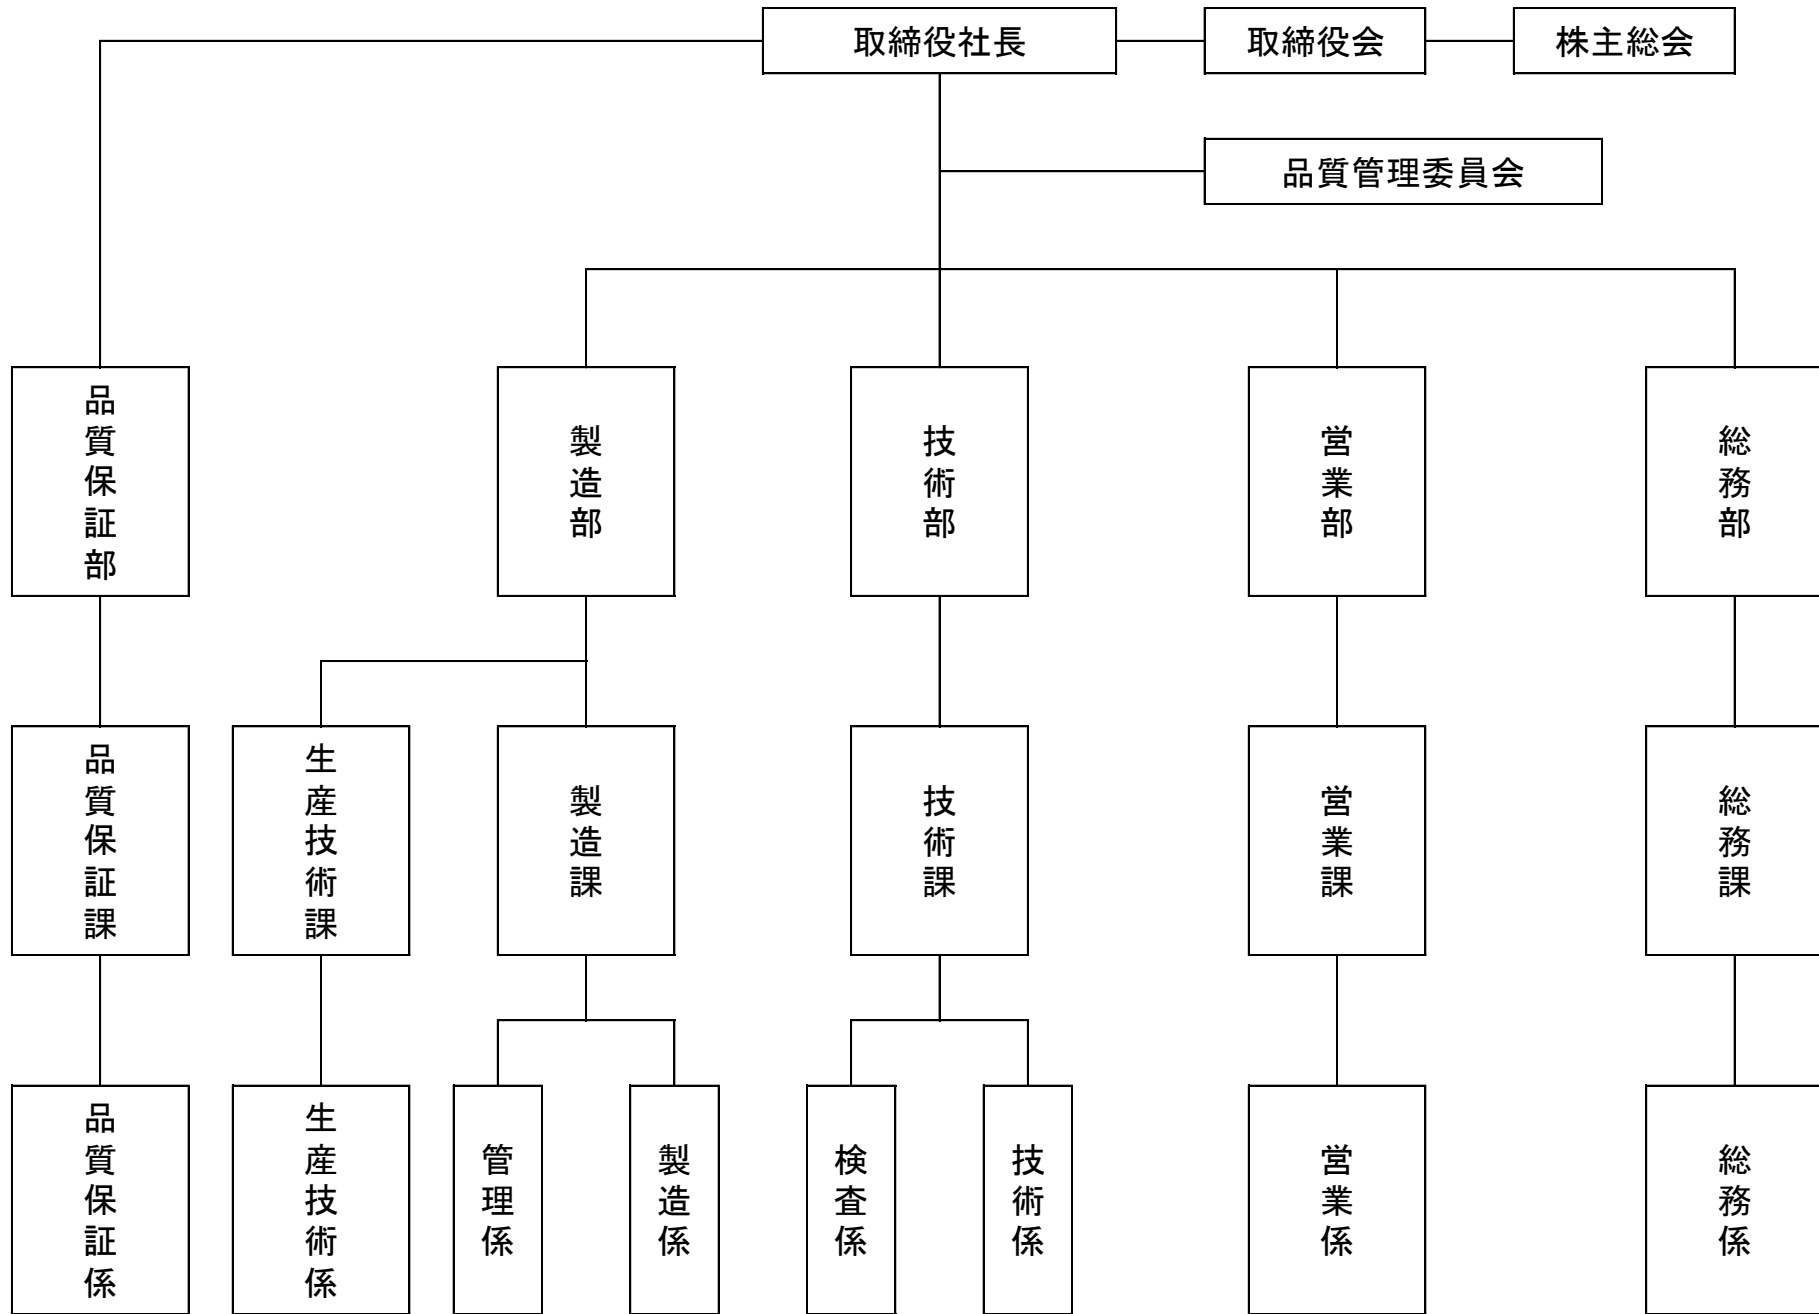 取締役社長
取締役会
株主総会
品質管理委員会
品質保証部
製造部
技術部
営業部
総務部
品質保証課
生産技術課
製造課
技術課
営業課
総務課
品質保証係
生産技術係
管理係
製造係
検査係
技術係
営業係
総務係